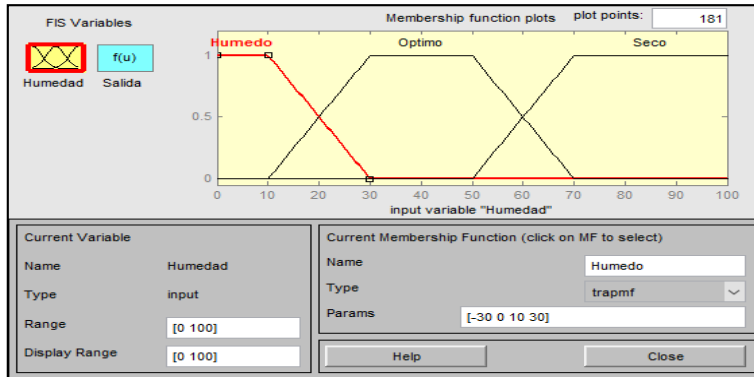 FIS Variables
Membership function plots plot points: 181
f(u)
Humedad Salida
Humedo Optimo Seco
1
0.5
0
0 10 20 30 40 50 60 70 80 90 100
input variable "Humedad"
Current Variable
Name Humedad
Type input
Range [0 100]
Display Range [0 100]
Current Membership Function (click on MF to select)
Name Humedo
Type trapmf
Params [-30 0 10 30]
Help Close